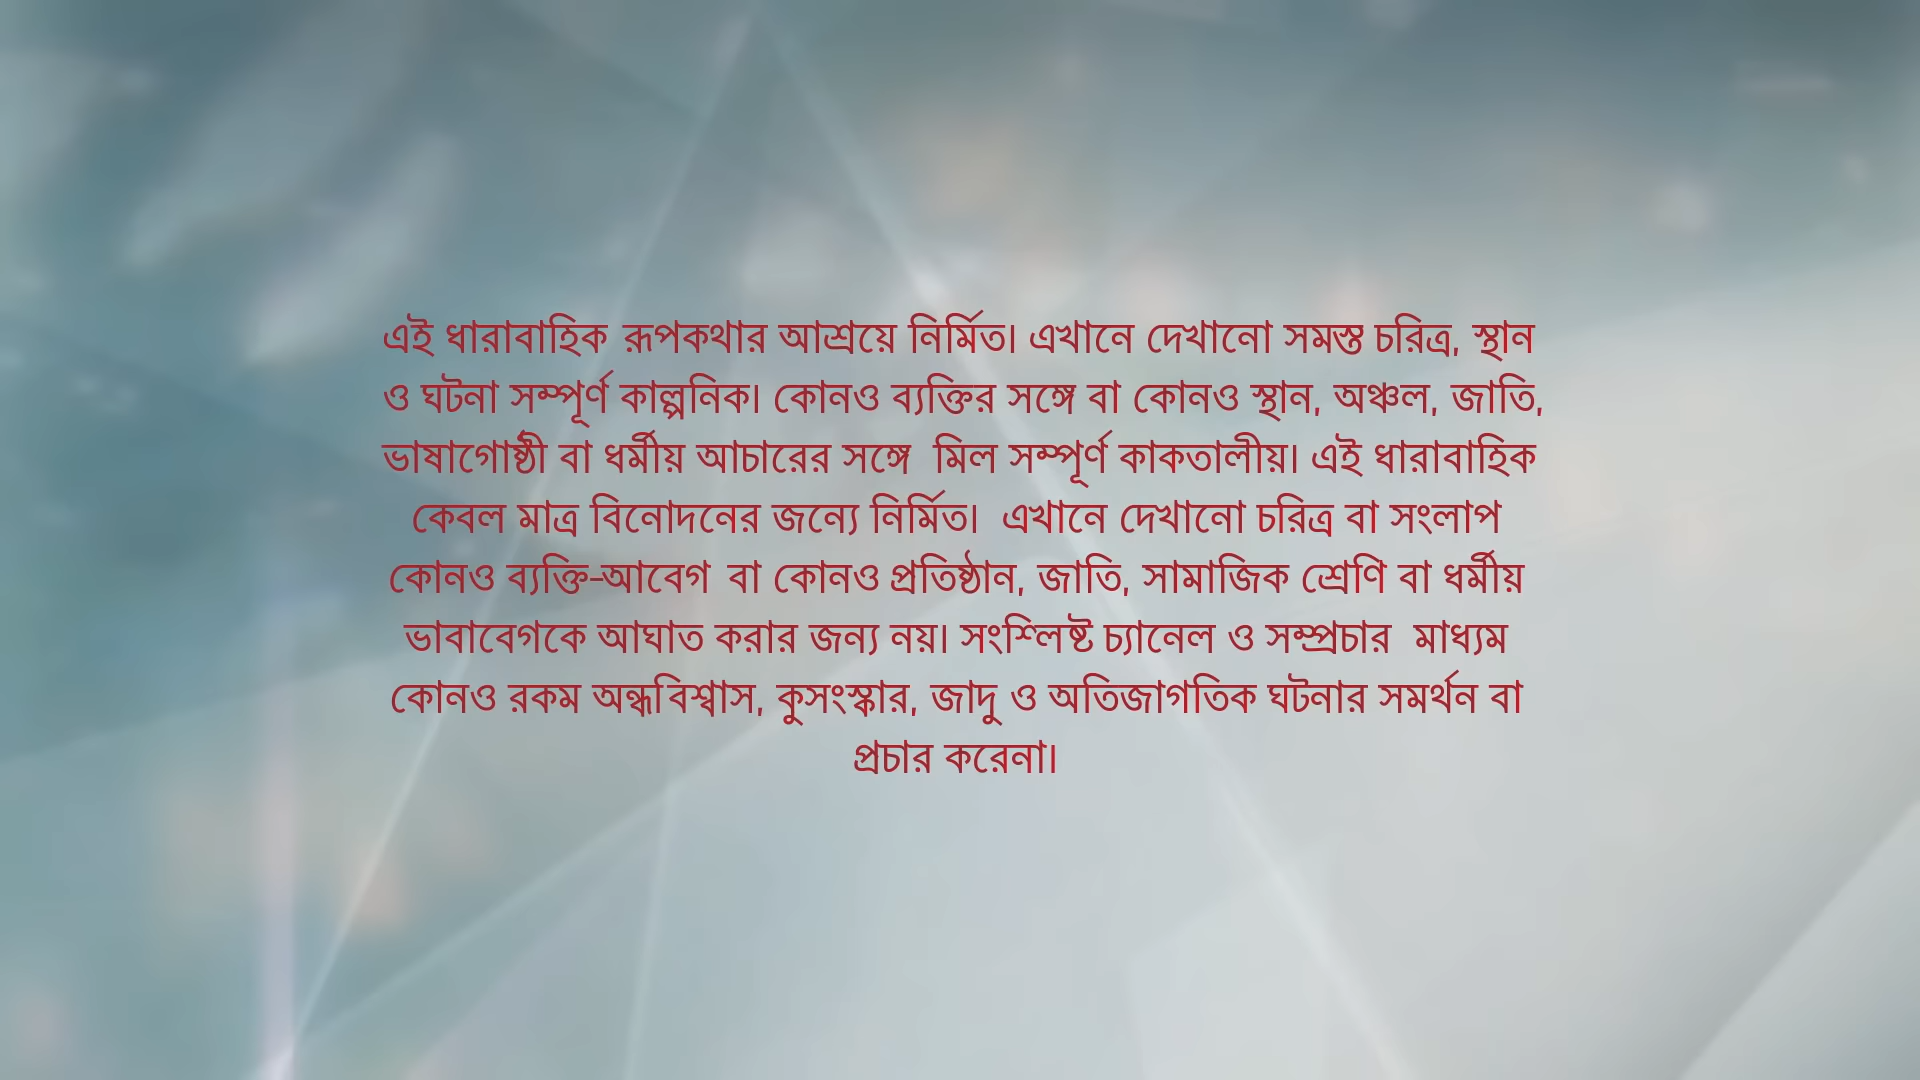 এই ধারাবাহিক রূপকথার আশ্রয়ে নির্মিত। এখানে দেখানো সমস্ত চরিত্র, স্থান
ও ঘটনা সম্পূর্ণ কাল্পনিক। কোনও ব্যক্তির সঙ্গে বা কোনও স্থান, অঞ্চল, জাতি,
ভাষাগোষ্ঠী বা ধর্মীয় আচারের সঙ্গে মিল সম্পূর্ণ কাকতালীয়। এই ধারাবাহিক
কেবল মাত্র বিনোদনের জন্যে নির্মিত। এখানে দেখানো চরিত্র বা সংলাপ
কোনও ব্যক্তি-আবেগ বা কোনও প্রতিষ্ঠান, জাতি, সামাজিক শ্রেণি বা ধর্মীয়
ভাবাবেগকে আঘাত করার জন্য নয়। সংশ্লিষ্ট চ্যানেল ও সম্প্রচার মাধ্যম
কোনও রকম অন্ধবিশ্বাস, কুসংস্কার, জাদু ও অতিজাগতিক ঘটনার সমর্থন বা
প্রচার করেনা।